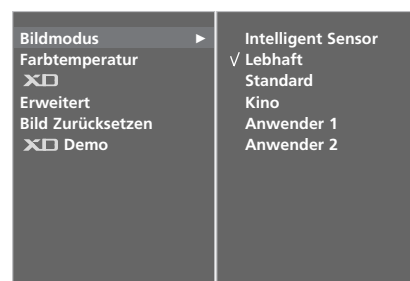 Bildmodus ►
Farbtemperatur
XD
Erweitert
Bild Zurücksetzen
XD Demo
Intelligent Sensor
√ Lebhaft
Standard
Kino
Anwender 1
Anwender 2